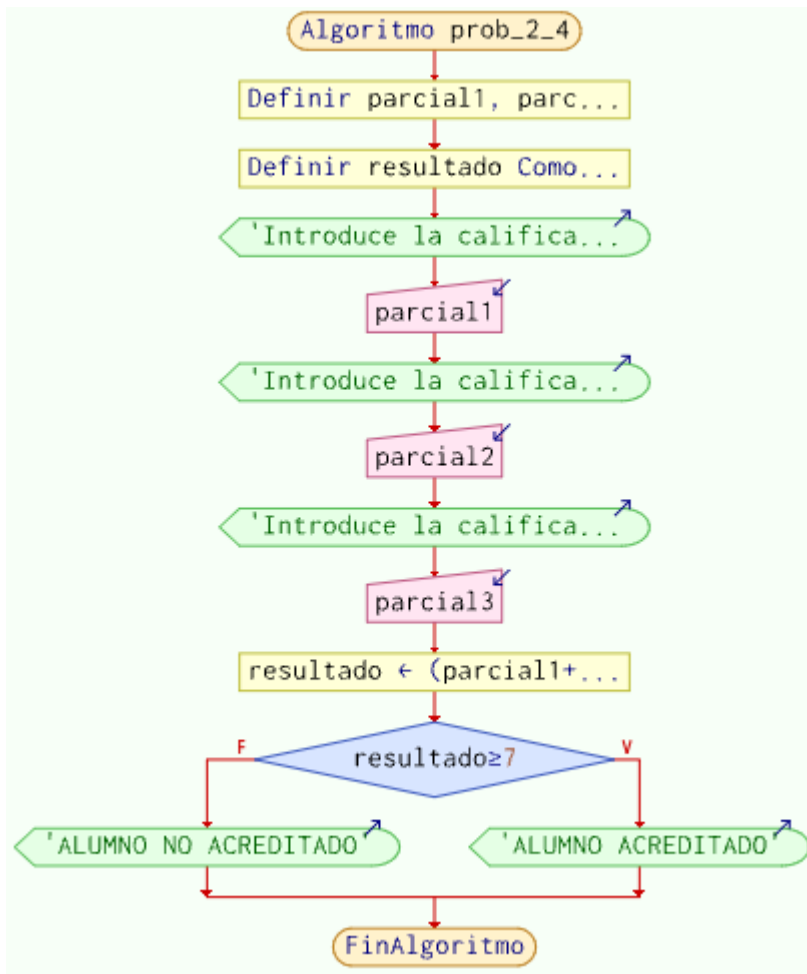 Algoritmo prob_2_4
Definir parcial1, parc...
Definir resultado Como...
'Introduce la califica...
parcial1
'Introduce la califica...
parcial2
'Introduce la califica...
parcial3
resultado ← (parcial1+...
resultado≥7
F
V
'ALUMNO NO ACREDITADO'
'ALUMNO ACREDITADO'
FinAlgoritmo